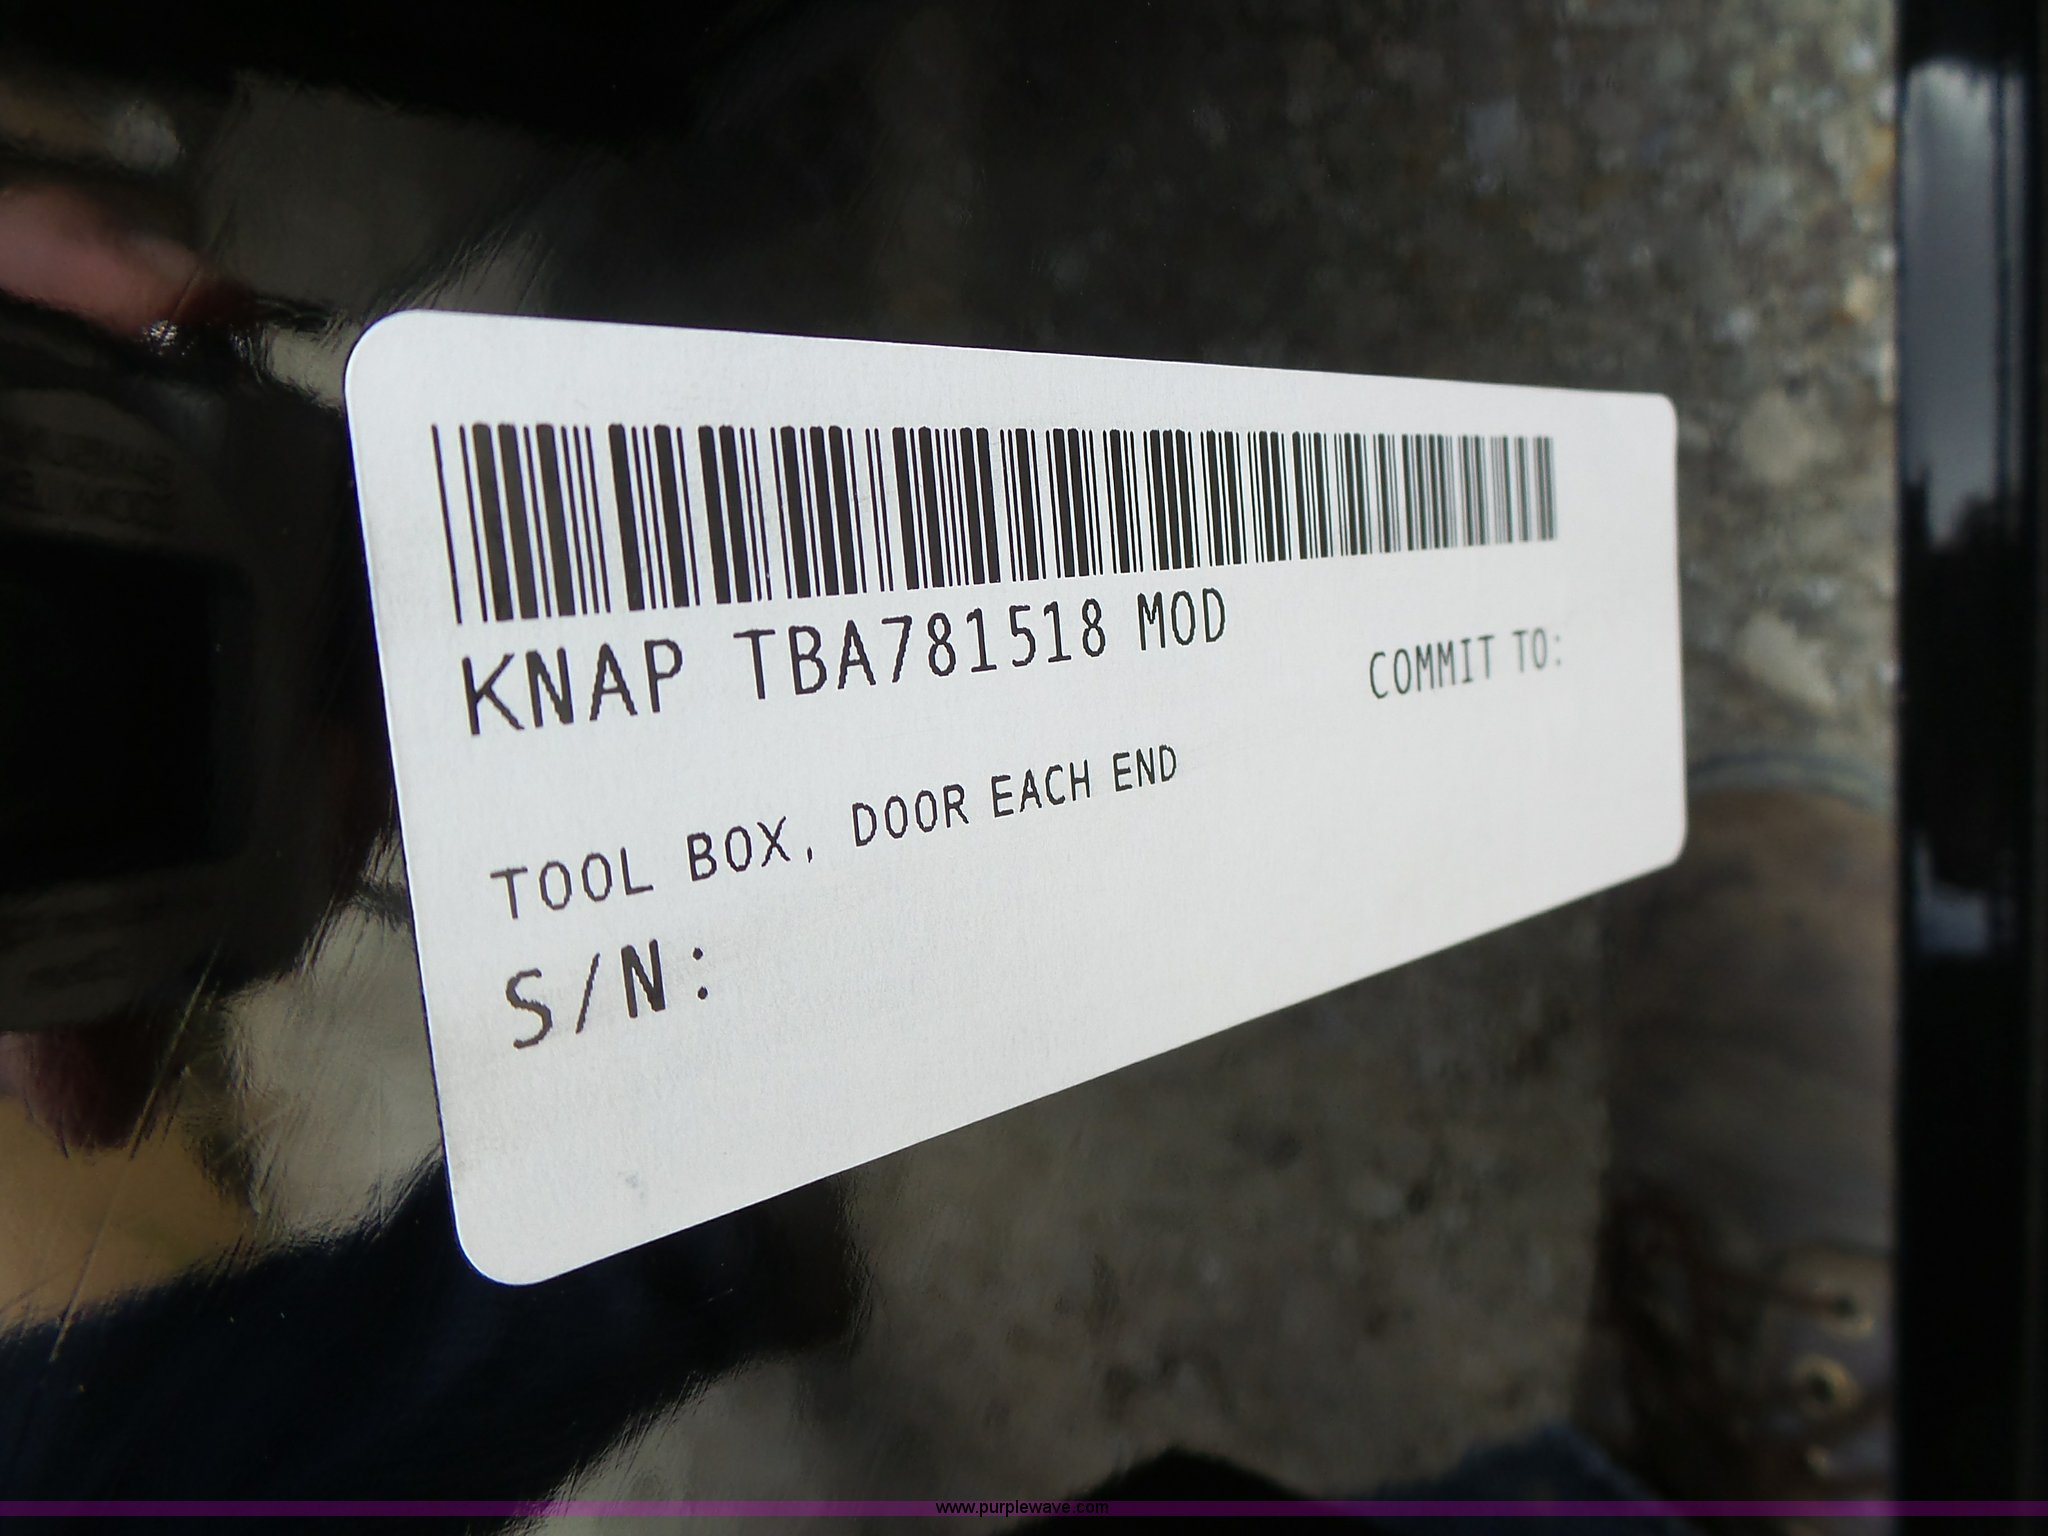 KNAP TBA781518 MOD
COMMIT TO:
TOOL BOX, DOOR EACH END
S/N:
www.purplewave.com